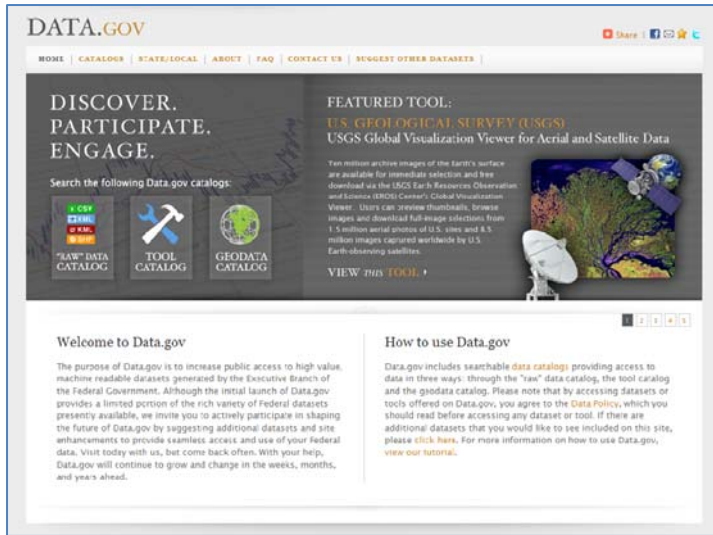 DATA.GOV
Share
HOME | CATALOGS | STATE/LOCAL | ABOUT | FAQ | CONTACT US | SUGGEST OTHER DATASETS |
DISCOVER.
PARTICIPATE.
ENGAGE.
Search the following Data.gov catalogs:
CSV
XML
KML
SHP
"RAW" DATA
CATALOG
TOOL
CATALOG
GEODATA
CATALOG
FEATURED TOOL:
U.S. GEOLOGICAL SURVEY (USGS)
USGS Global Visualization Viewer for Aerial and Satellite Data
Ten million archive images of the Earth's surface
are available for immediate selection and free
download via the USGS Earth Resources Observation
and Science (EROS) Center's Global Visualization
Viewer. Users can preview thumbnails, browse
images and download full-image selections from
1.5 million aerial photos of U.S. sites and 8.5
million images captured worldwide by U.S.
Earth-observing satellites.
VIEW THIS TOOL
1 2 3 4 5
Welcome to Data.gov
The purpose of Data.gov is to increase public access to high value,
machine readable datasets generated by the Executive Branch of
the Federal Government. Although the initial launch of Data.gov
provides a limited portion of the rich variety of Federal datasets
presently available, we invite you to actively participate in shaping
the future of Data.gov by suggesting additional datasets and site
enhancements to provide seamless access and use of your Federal
data. Visit today with us, but come back often. With your help,
Data.gov will continue to grow and change in the weeks, months,
and years ahead.
How to use Data.gov
Data.gov includes searchable data catalogs providing access to
data in three ways: through the "raw" data catalog, the tool catalog
and the geodata catalog. Please note that by accessing datasets or
tools offered on Data.gov, you agree to the Data Policy, which you
should read before accessing any dataset or tool. If there are
additional datasets that you would like to see included on this site,
please click here. For more information on how to use Data.gov,
view our tutorial.